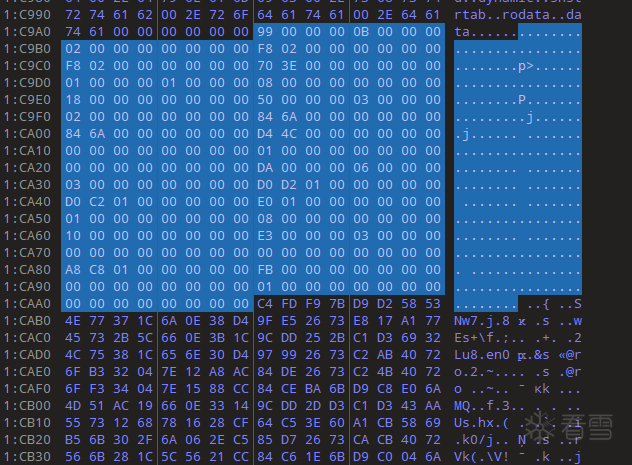 1:C990 72 74 61 62 00 2E 72 6F 64 61 74 61 00 2E 64 61 rtab..rodata..da
1:C9A0 74 61 00 00 00 00 00 00 99 00 00 00 0B 00 00 00 ta..............
1:C9B0 02 00 00 00 00 00 00 00 F8 02 00 00 00 00 00 00 ................
1:C9C0 F8 02 00 00 00 00 00 00 70 3E 00 00 00 00 00 00 ........p>......
1:C9D0 01 00 00 00 01 00 00 00 08 00 00 00 00 00 00 00 ................
1:C9E0 18 00 00 00 00 00 00 00 50 00 00 00 03 00 00 00 ........P.......
1:C9F0 02 00 00 00 00 00 00 00 84 6A 00 00 00 00 00 00 .........j......
1:CA00 84 6A 00 00 00 00 00 00 D4 4C 00 00 00 00 00 00 .j.......
1:CA10 00 00 00 00 00 00 00 00 01 00 00 00 00 00 00 00 ................
1:CA20 00 00 00 00 00 00 00 00 DA 00 00 00 06 00 00 00 ................
1:CA30 03 00 00 00 00 00 00 00 D0 D2 01 00 00 00 00 00 ................
1:CA40 D0 C2 01 00 00 00 00 00 E0 01 00 00 00 00 00 00 ................
1:CA50 01 00 00 00 00 00 00 00 08 00 00 00 00 00 00 00 ................
1:CA60 10 00 00 00 00 00 00 00 E3 00 00 00 03 00 00 00 ................
1:CA70 00 00 00 00 00 00 00 00 00 00 00 00 00 00 00 00 ................
1:CA80 A8 C8 01 00 00 00 00 00 FB 00 00 00 00 00 00 00 ................
1:CA90 00 00 00 00 00 00 00 00 01 00 00 00 00 00 00 00 ................
1:CAA0 00 00 00 00 00 00 00 00 C4 FD F9 7B D9 D2 58 53 ........
1:CAB0 4E 77 37 1C 6A 0E 38 D4 9F E5 26 73 E8 17 A1 77 Nw7.j.8
1:CAC0 45 73 2B 5C 66 0E 3B 1C 9C DD 25 2B C1 D3 69 32 Es+\f.;.
1:CAD0 4C 75 38 1C 65 6E 30 D4 97 99 26 73 C2 AB 40 72 Lu8.en0
1:CAE0 6F B3 32 04 7E 12 A8 AC 84 DE 26 73 C2 4B 40 72
1:CAF0 6F F3 34 04 7E 15 88 CC 84 CE BA 6B D9 C8 E0 6A
1:CB00 4D 51 AC 19 66 0E 33 14 9C DD 2D D3 C1 D3 43 AA
1:CB10 55 73 12 68 78 16 28 CF 64 C5 3E 60 A1 CB 58 69
1:CB20 B5 6B 30 2F 6A 06 2E C5 85 D7 26 73 CA CB 40 72
1:CB30 56 6B 28 1C 5C 56 21 CC 84 C6 1E 6B D9 C0 04 6A
看雪